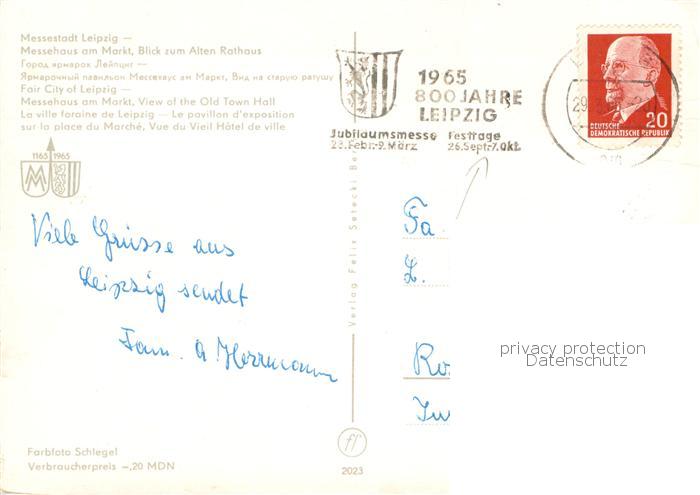 Messestadt Leipzig —
Messehaus am Markt, Blick zum Alten Rathaus
Город ярмарок Лейпциг —
Ярмарочный павильон Мессехаус ам Маркт, Вид на старую ратушу
Fair City of Leipzig —
Messehaus am Markt, View of the Old Town Hall
La ville foraine de Leipzig — Le pavillon d'exposition
sur la place du Marché, Vue du Vieil Hôtel de ville
1165 1965
1965
800 JAHRE
LEIPZIG
Jubiläumsmesse Festtage
28.Febr.-9.März 26.Sept.-7.Okt.
29
DEUTSCHE
DEMOKRATISCHE REPUBLIK
20
Viele Grüsse aus
Leipzig sendet
Fam. A Herrmann
Verlag Felix Setecki Ber
Fa.
L.
privacy protection
Datenschutz
Farbfoto Schlegel
Verbraucherpreis –,20 MDN
2023